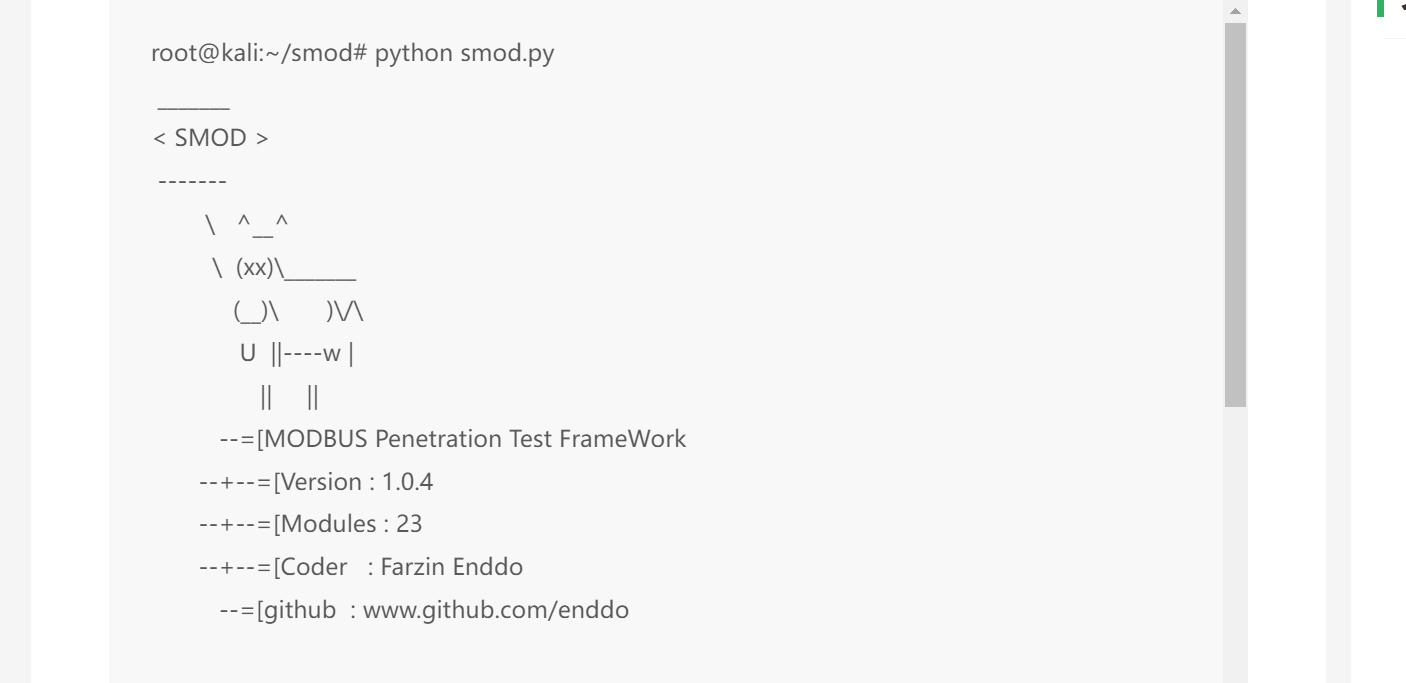 root@kali:~/smod# python smod.py
 _______
< SMOD >
 -------
        \   ^__^
         \  (xx)\_______
            (__)\       )\/\
             U  ||----w |
                ||     ||
          --=[MODBUS Penetration Test FrameWork
       --+--=[Version : 1.0.4
       --+--=[Modules : 23
       --+--=[Coder   : Farzin Enddo
          --=[github  : www.github.com/enddo